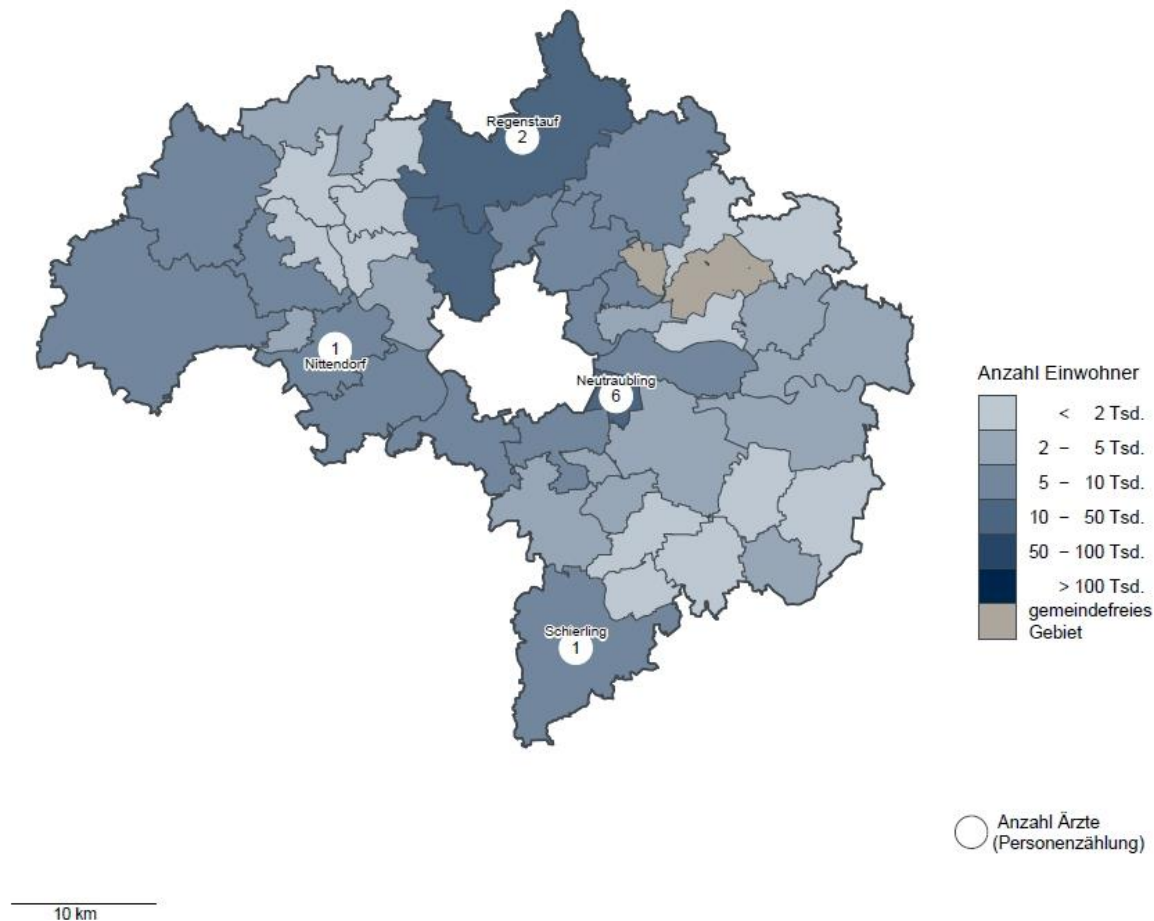 Regenstauf
2
1
Nittendorf
Neutraubling
6
Schierling
1
Anzahl Einwohner
< 2 Tsd.
2 – 5 Tsd.
5 – 10 Tsd.
10 – 50 Tsd.
50 – 100 Tsd.
> 100 Tsd.
gemeindefreies
Gebiet
Anzahl Ärzte
(Personenzählung)
10 km